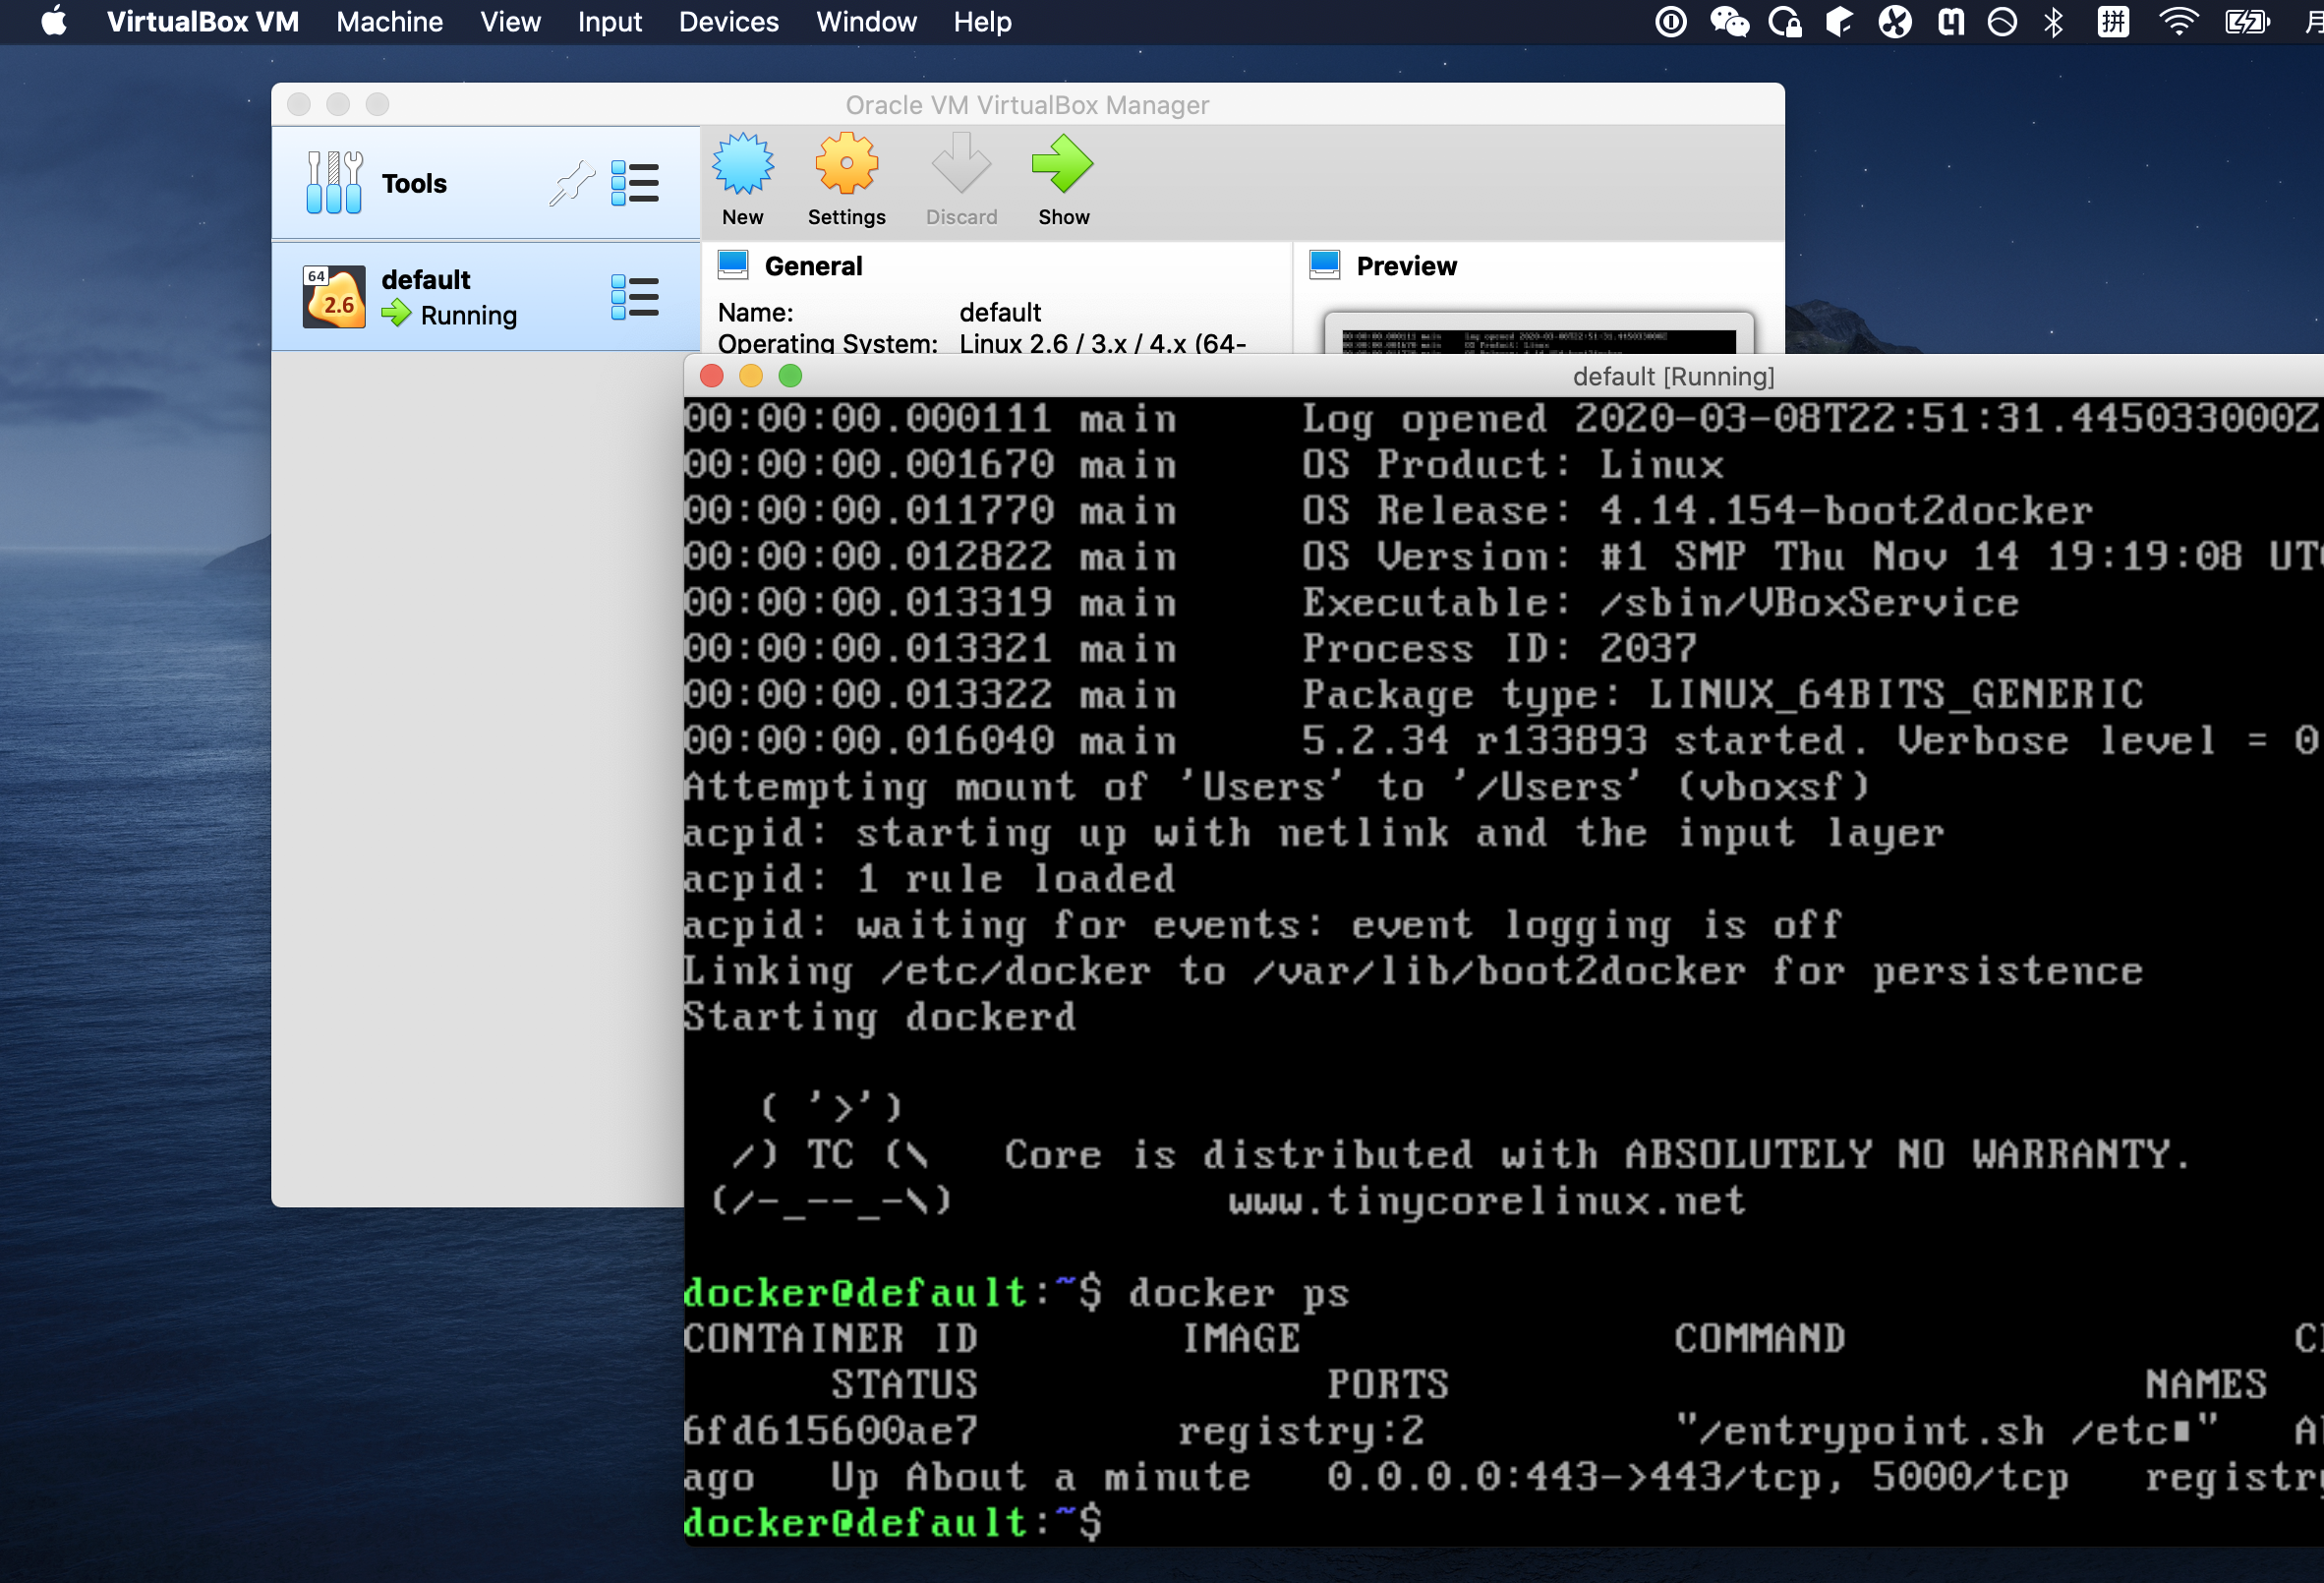 VirtualBox VM Machine View Input Devices Window Help
拼
Oracle VM VirtualBox Manager
Tools
New Settings Discard Show
64
2.6
default
Running
General
Preview
Name: default
Operating System: Linux 2.6 / 3.x / 4.x (64-
default [Running]
00:00:00.000111 main Log opened 2020-03-08T22:51:31.445033000Z
00:00:00.001670 main OS Product: Linux
00:00:00.011770 main OS Release: 4.14.154-boot2docker
00:00:00.012822 main OS Version: #1 SMP Thu Nov 14 19:19:08 UTC
00:00:00.013319 main Executable: /sbin/VBoxService
00:00:00.013321 main Process ID: 2037
00:00:00.013322 main Package type: LINUX_64BITS_GENERIC
00:00:00.016040 main 5.2.34 r133893 started. Verbose level = 0
Attempting mount of 'Users' to '/Users' (vboxsf)
acpid: starting up with netlink and the input layer
acpid: 1 rule loaded
acpid: waiting for events: event logging is off
Linking /etc/docker to /var/lib/boot2docker for persistence
Starting dockerd
( '>')
/) TC (\ Core is distributed with ABSOLUTELY NO WARRANTY.
(/-_--_-\) www.tinycorelinux.net
docker@default:~$ docker ps
CONTAINER ID IMAGE COMMAND
STATUS PORTS NAMES
6fd615600ae7 registry:2 "/entrypoint.sh /etc■"
ago Up About a minute 0.0.0.0:443->443/tcp, 5000/tcp registry
docker@default:~$